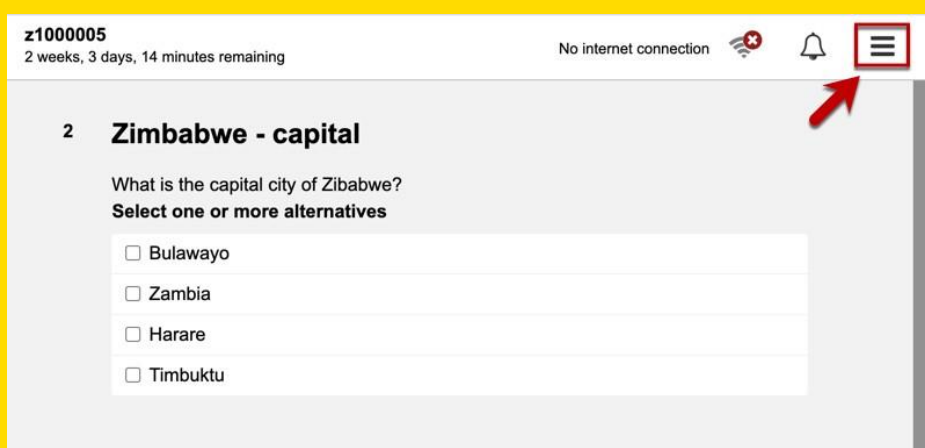 z1000005
2 weeks, 3 days, 14 minutes remaining
No internet connection
2
Zimbabwe - capital
What is the capital city of Zibabwe?
Select one or more alternatives
Bulawayo
Zambia
Harare
Timbuktu